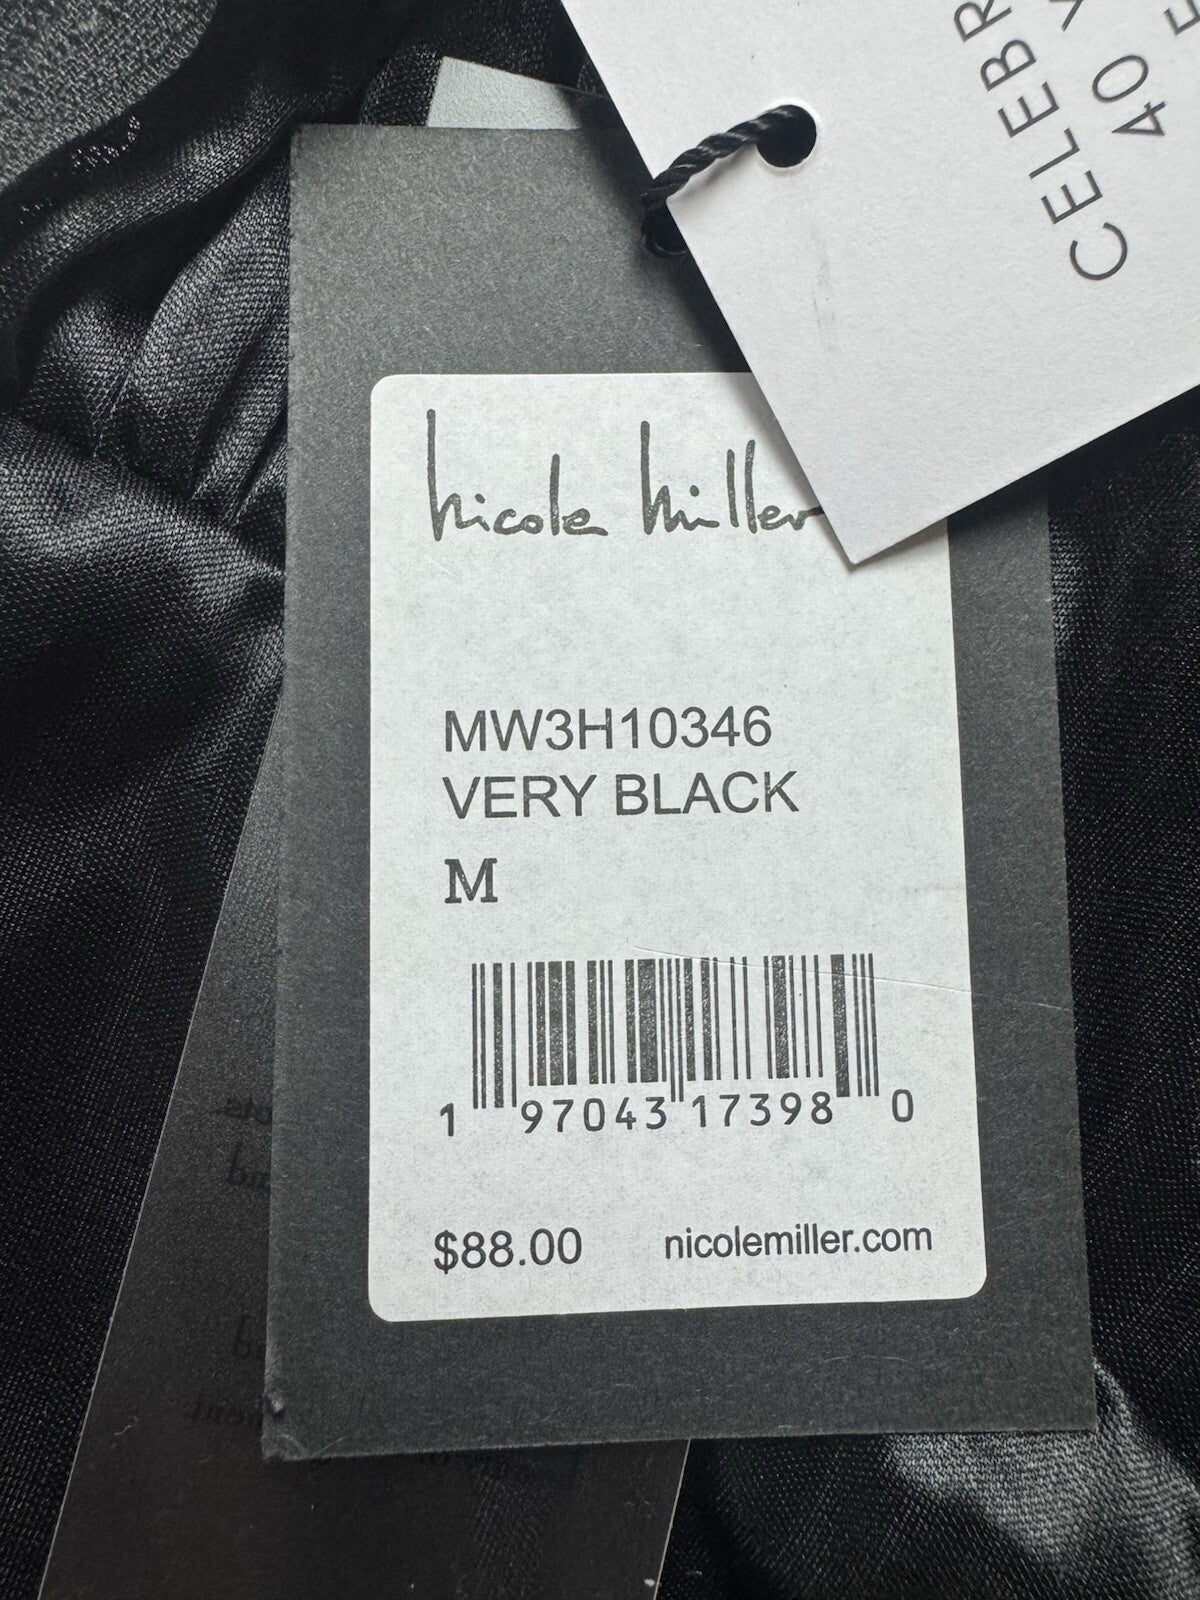 CELEBR
40
nicole miller
MW3H10346
VERY BLACK
M
1 97043 17398 0
$88.00 nicolemiller.com